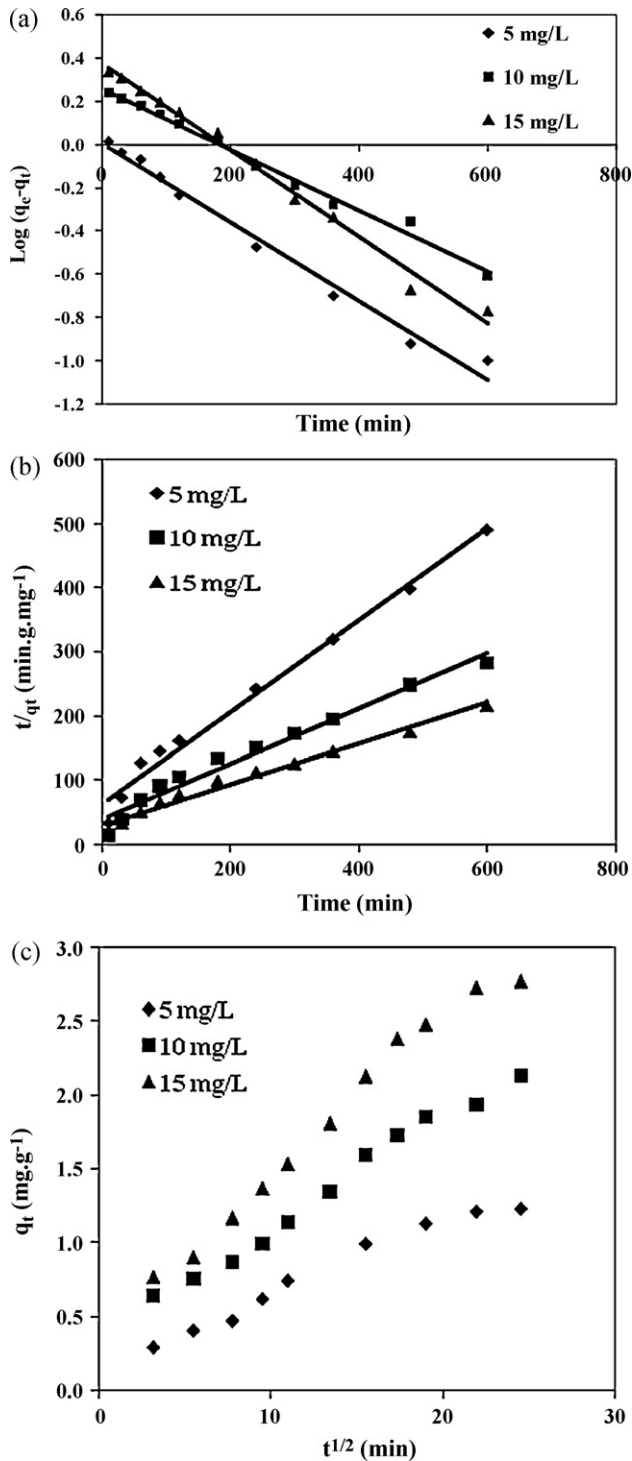 (a)
0.6
0.4
0.2
0.0
-0.2
-0.4
-0.6
-0.8
-1.0
-1.2
Log (qe-qt)
5 mg/L
10 mg/L
15 mg/L
0 200 400 600 800
Time (min)
(b)
600
500
400
300
200
100
0
t/qt (min.g.mg-1)
5 mg/L
10 mg/L
15 mg/L
0 200 400 600 800
Time (min)
(c)
3.0
2.5
2.0
1.5
1.0
0.5
0.0
qt (mg.g-1)
5 mg/L
10 mg/L
15 mg/L
0 10 20 30
t1/2 (min)